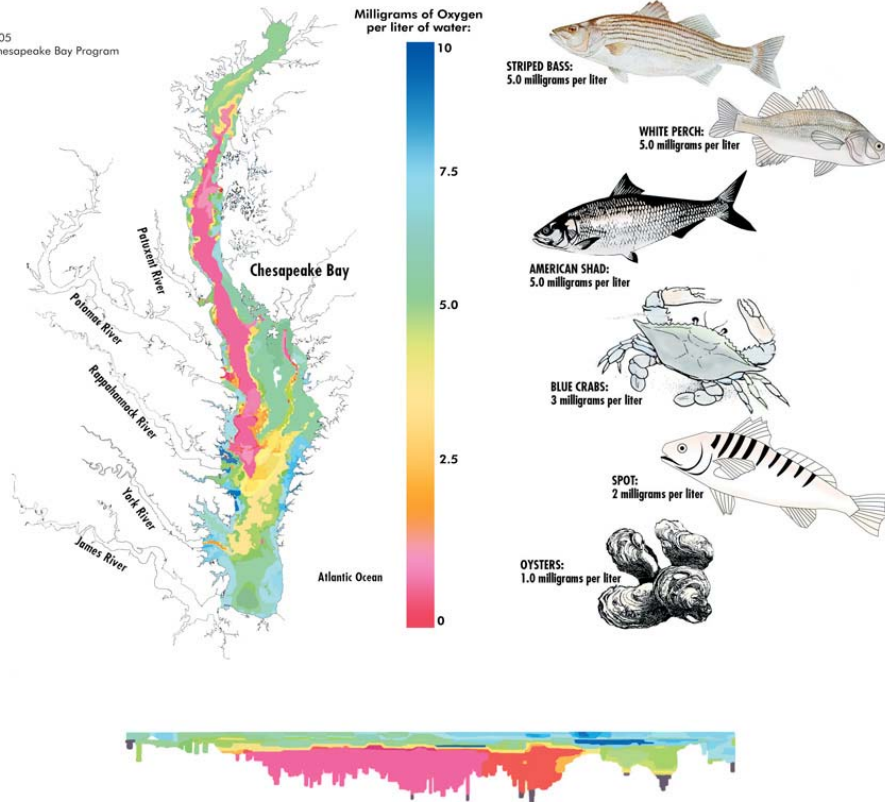 05
hesapeake Bay Program
Milligrams of Oxygen
per liter of water:
10
7.5
5.0
2.5
0
Patuxent River
Chesapeake Bay
Potomac River
Rappahannock River
York River
James River
Atlantic Ocean
STRIPED BASS:
5.0 milligrams per liter
WHITE PERCH:
5.0 milligrams per liter
AMERICAN SHAD:
5.0 milligrams per liter
BLUE CRABS:
3 milligrams per liter
SPOT:
2 milligrams per liter
OYSTERS:
1.0 milligrams per liter